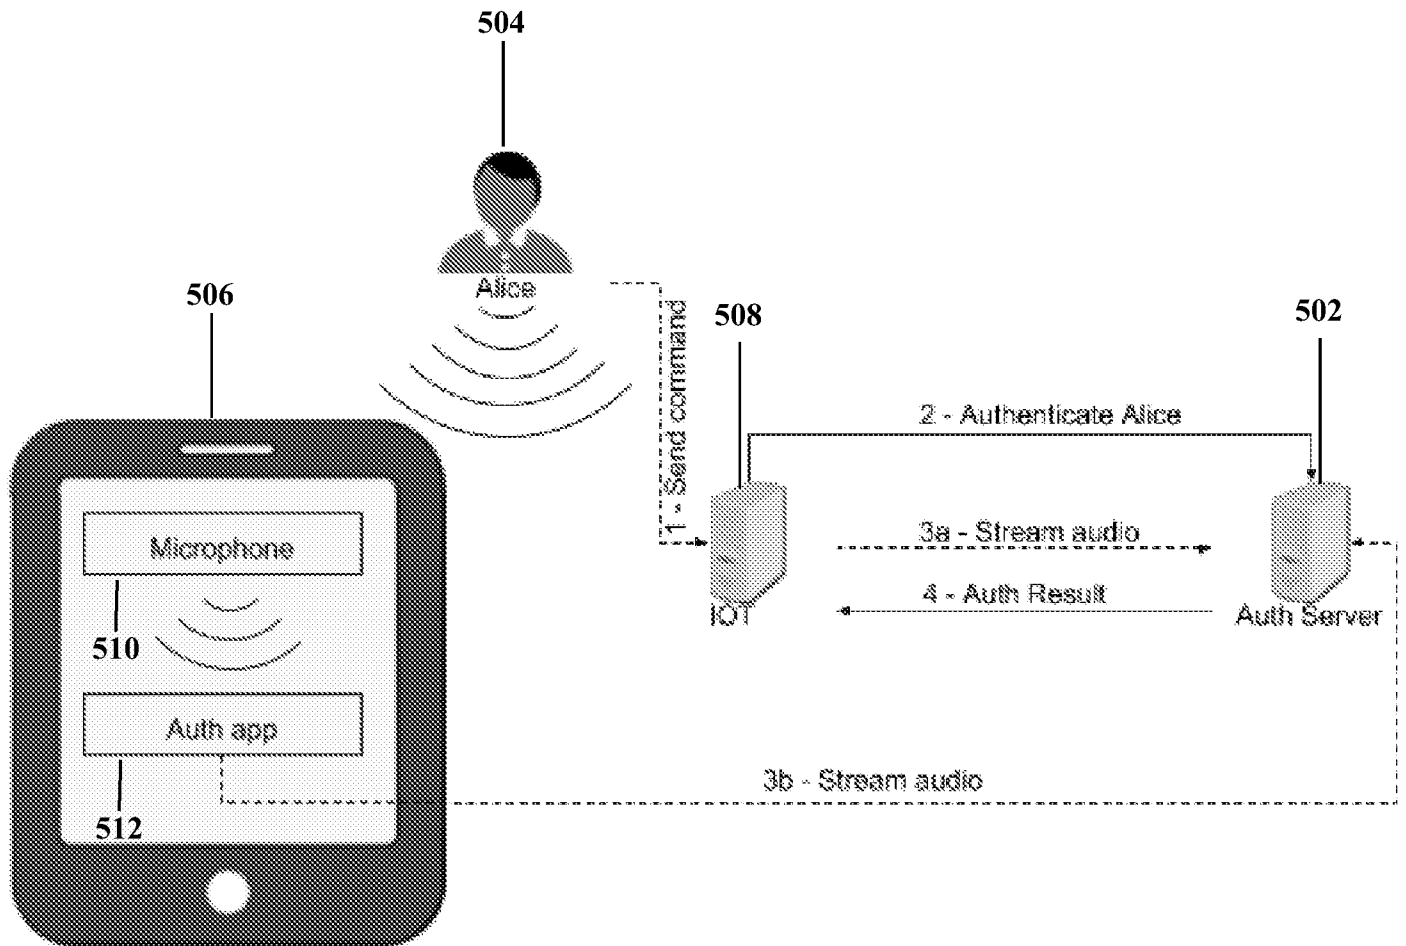 504
Alice
506
508
502
1 - Send command
2 - Authenticate Alice
Microphone
3a - Stream audio
4 - Auth Result
IOT
Auth Server
510
Auth app
3b - Stream audio
512